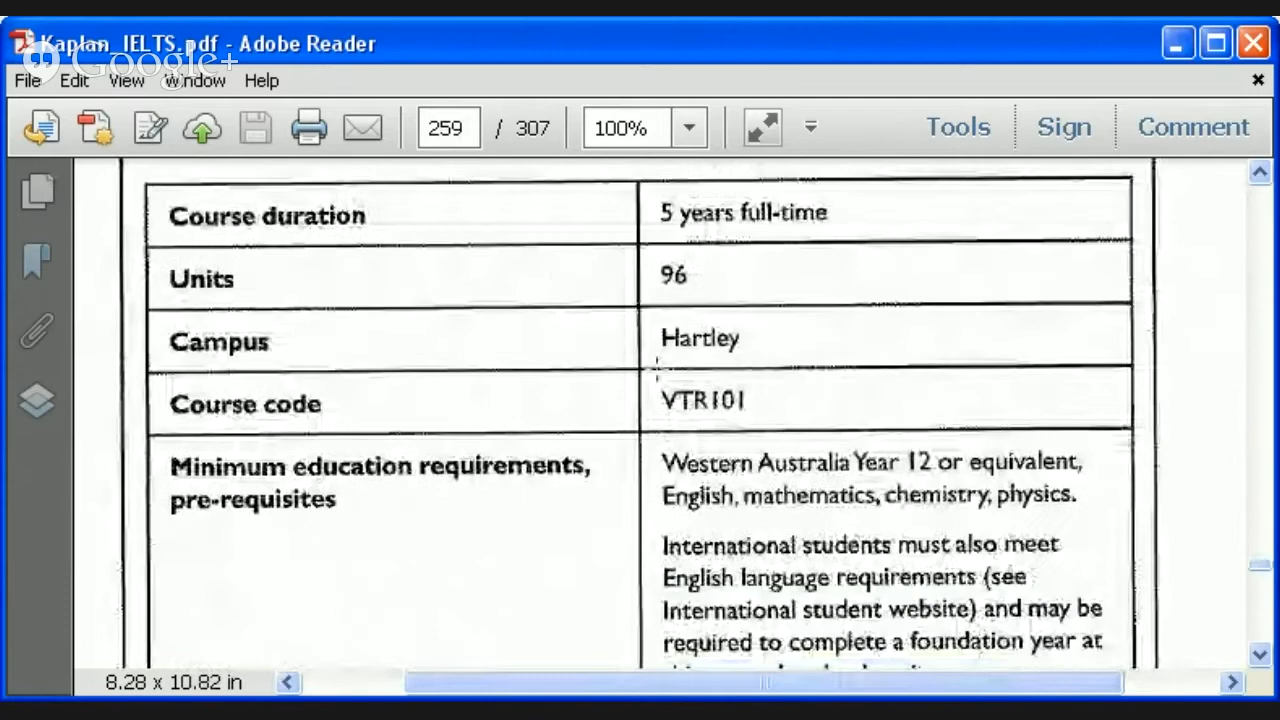 Kaplan_IELTS.pdf - Adobe Reader
Google+
File Edit View Window Help
259 / 307 100% Tools Sign Comment
Course duration 5 years full-time
Units 96
Campus Hartley
Course code VTR101
Minimum education requirements, Western Australia Year 12 or equivalent,
pre-requisites English, mathematics, chemistry, physics.
International students must also meet
English language requirements (see
International student website) and may be
required to complete a foundation year at
8.28 x 10.82 in